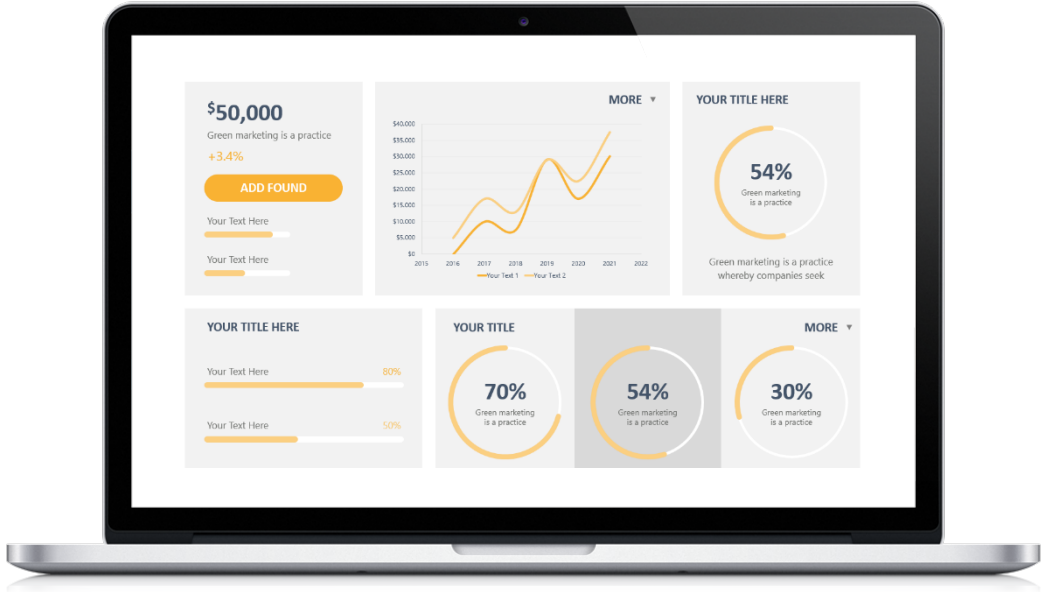 $50,000
Green marketing is a practice
+3.4%
ADD FOUND
Your Text Here
Your Text Here
MORE ▼
$40.000
$35.000
$30.000
$25.000
$20.000
$15.000
$10.000
$5.000
$0
2015 2016 2017 2018 2019 2020 2021 2022
Your Text 1 Your Text 2
YOUR TITLE HERE
54%
Green marketing
is a practice
Green marketing is a practice
whereby companies seek
YOUR TITLE HERE
Your Text Here 80%
Your Text Here 50%
YOUR TITLE
MORE ▼
70%
Green marketing
is a practice
54%
Green marketing
is a practice
30%
Green marketing
is a practice